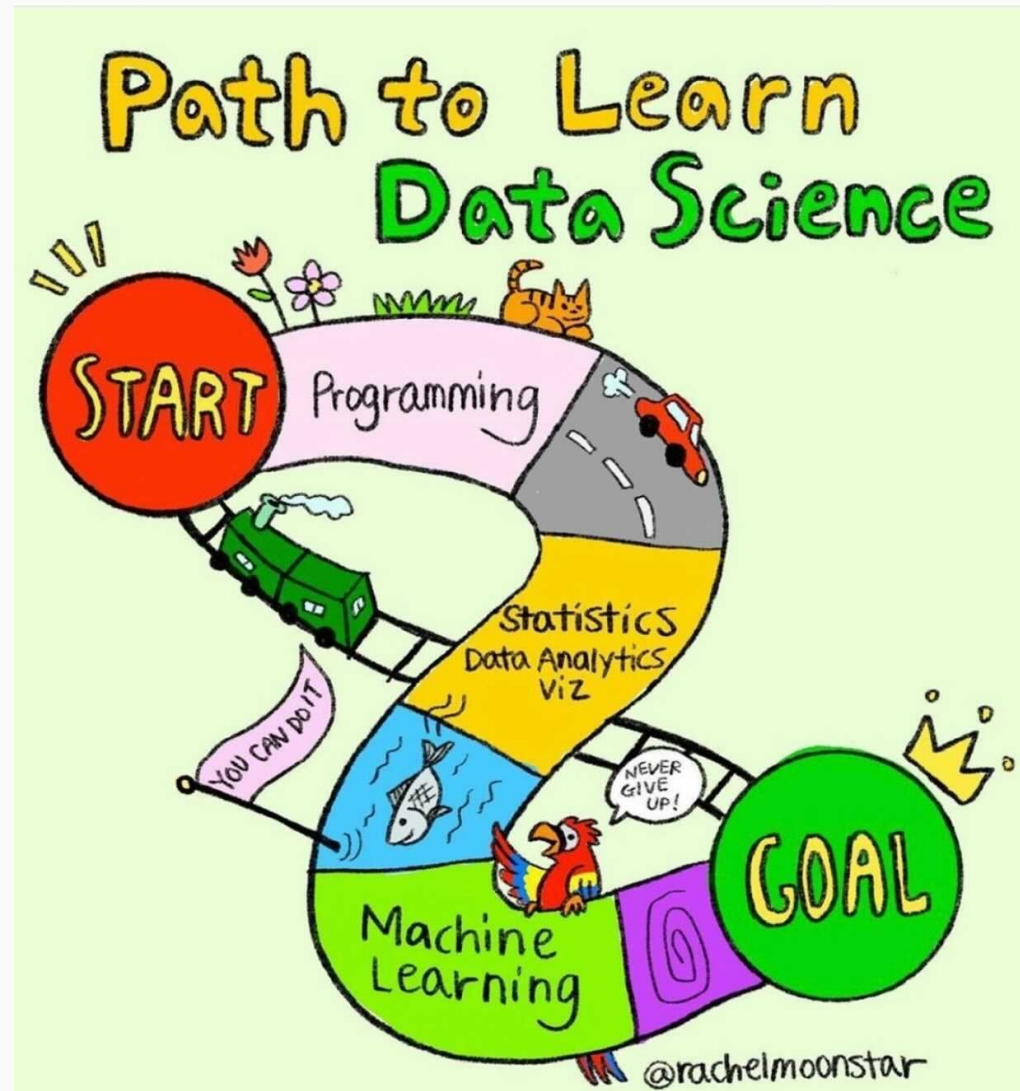 Path to Learn
Data Science
START
Programming
Statistics
Data Analytics
Viz
YOU CAN DO IT
NEVER
GIVE
UP!
GOAL
Machine
Learning
@rachelmoonstar